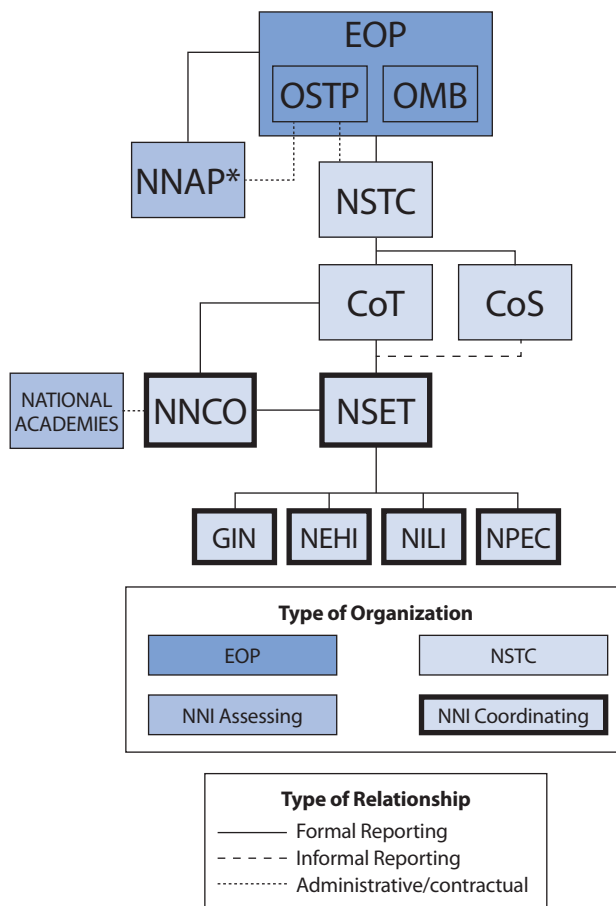 EOP
OSTP
OMB
NNAP*
NSTC
CoT
CoS
NATIONAL
ACADEMIES
NNCO
NSET
GIN
NEHI
NILI
NPEC
Type of Organization
EOP
NSTC
NNI Assessing
NNI Coordinating
Type of Relationship
Formal Reporting
Informal Reporting
Administrative/contractual